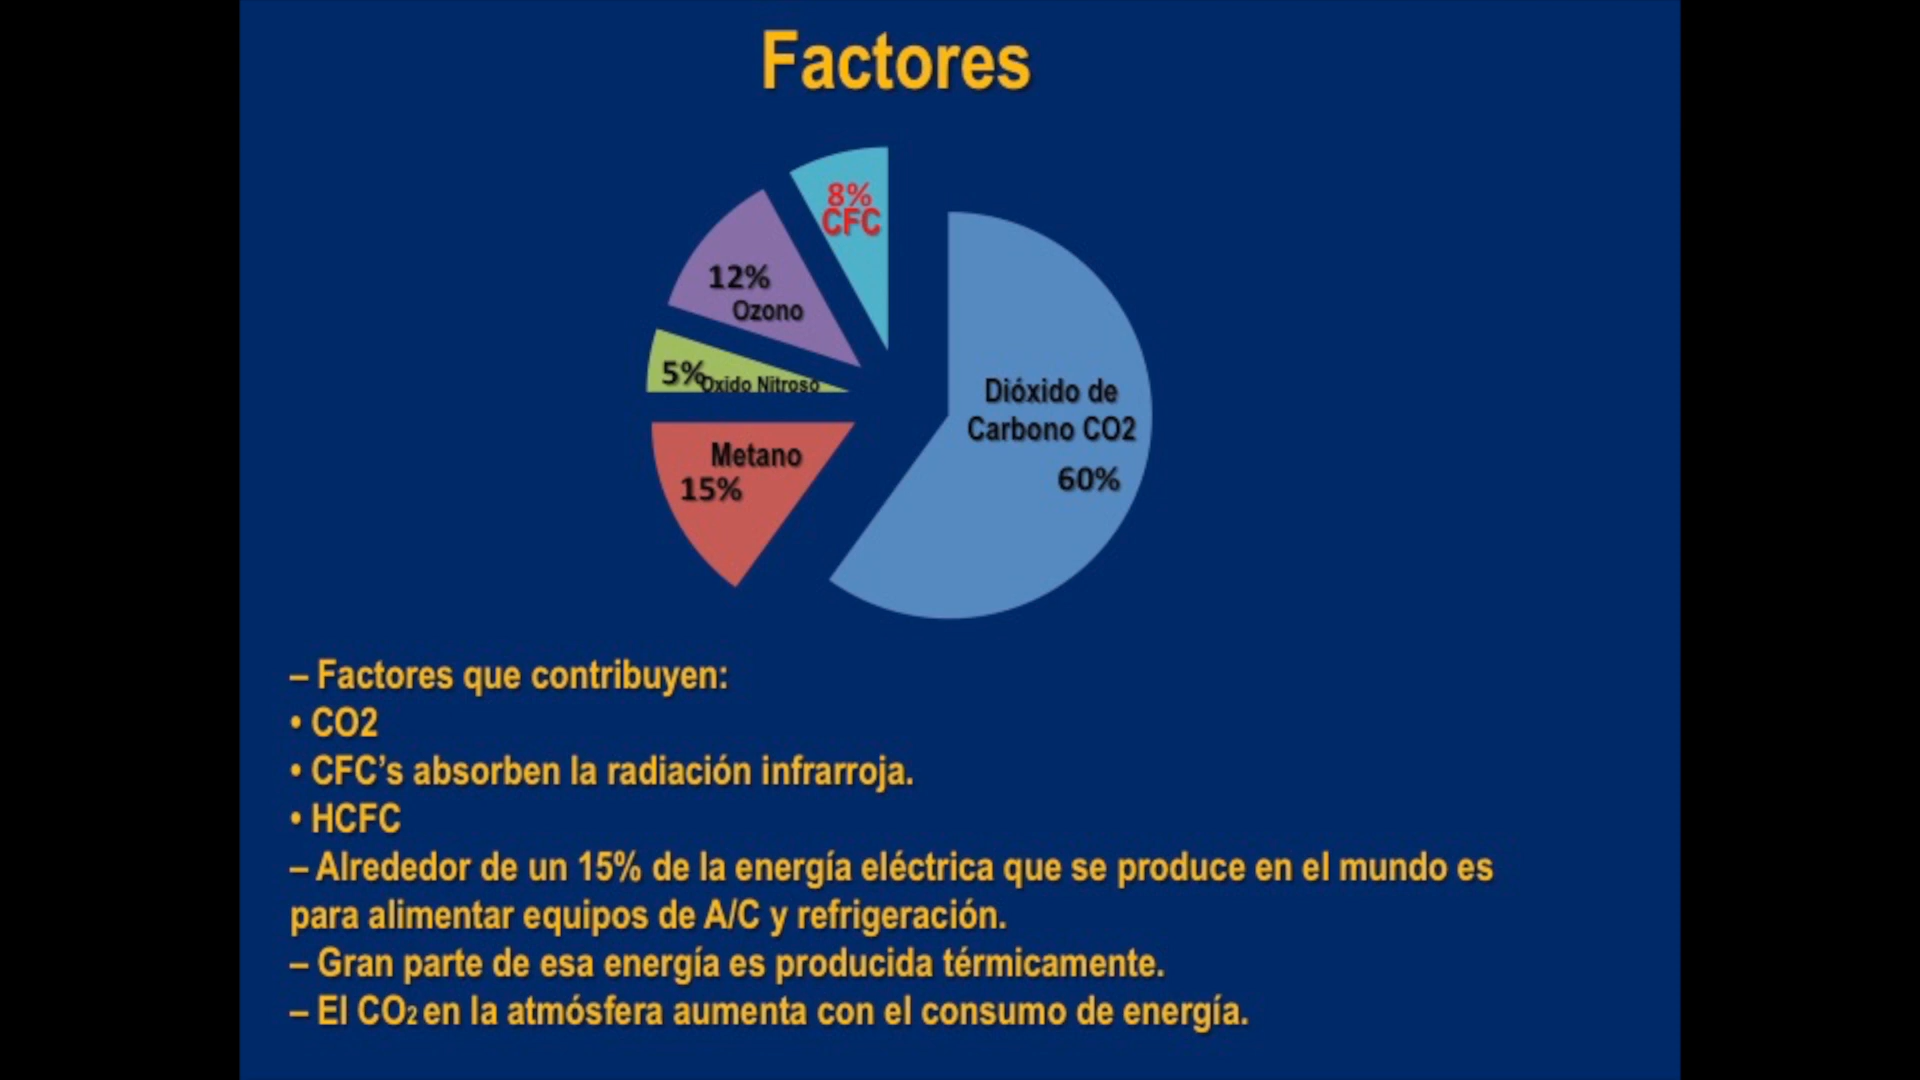 Factores
8%
CFC
12%
Ozono
5%
Oxido Nitroso
Metano
15%
Dióxido de
Carbono CO2
60%
– Factores que contribuyen:
• CO2
• CFC’s absorben la radiación infrarroja.
• HCFC
– Alrededor de un 15% de la energía eléctrica que se produce en el mundo es
para alimentar equipos de A/C y refrigeración.
– Gran parte de esa energía es producida térmicamente.
– El CO2 en la atmósfera aumenta con el consumo de energía.